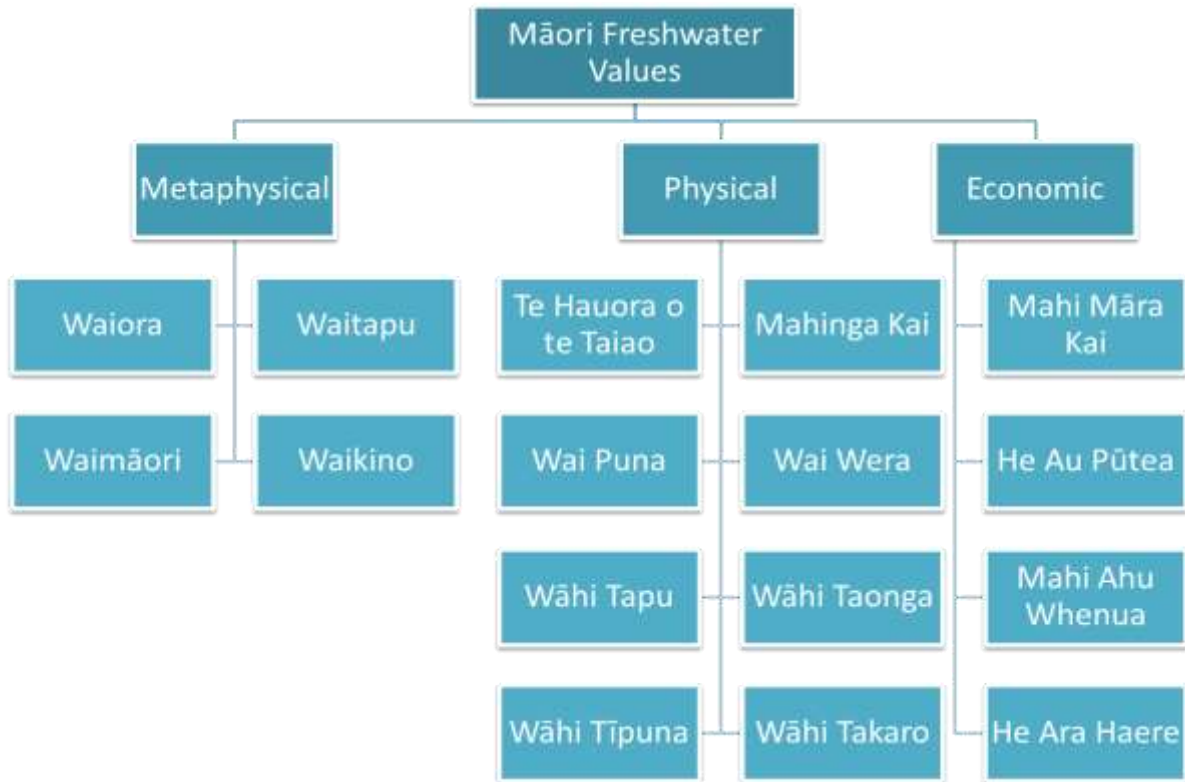 Māori Freshwater
Values
Metaphysical
Physical
Economic
Waiora
Waitapu
Te Hauora o
te Taiao
Mahinga Kai
Mahi Māra
Kai
Waimāori
Waikino
Wai Puna
Wai Wera
He Au Pūtea
Wāhi Tapu
Wāhi Taonga
Mahi Ahu
Whenua
Wāhi Tīpuna
Wāhi Takaro
He Ara Haere